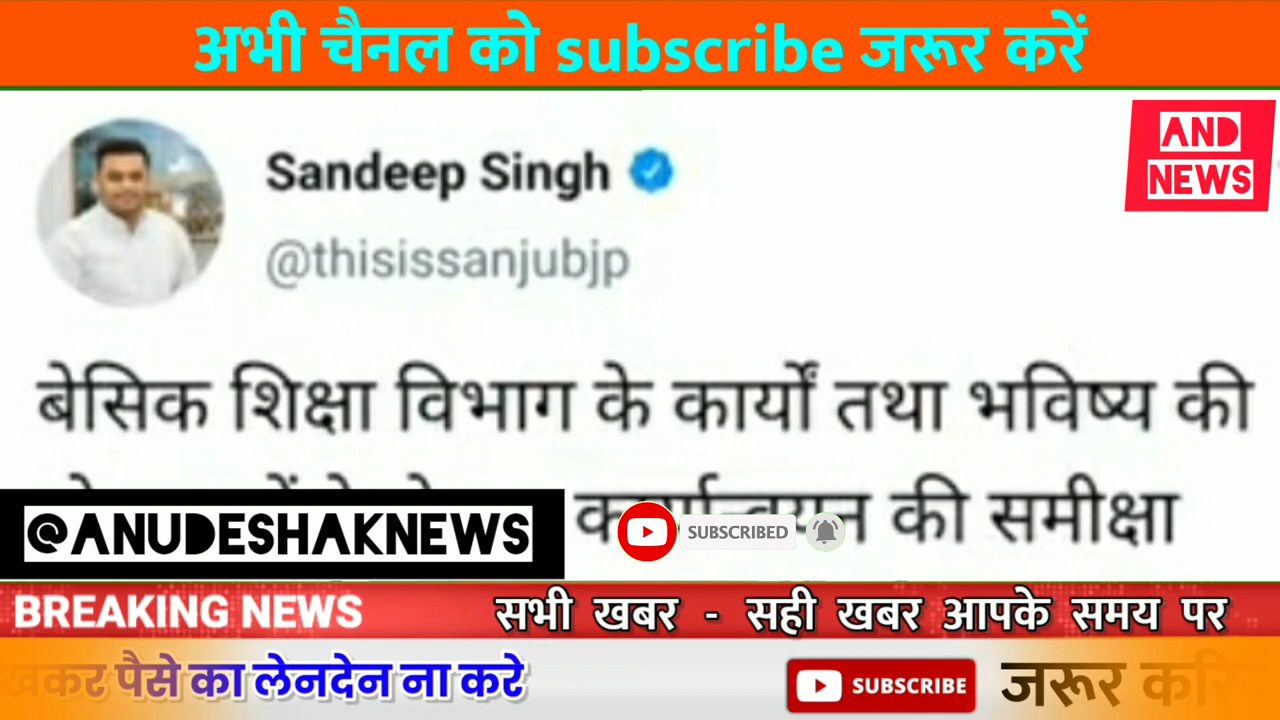 अभी चैनल को subscribe जरूर करें
AND
NEWS
Sandeep Singh
@thisissanjubjp
बेसिक शिक्षा विभाग के कार्यों तथा भविष्य की
की समीक्षा
@ANUDESHAKNEWS
SUBSCRIBED
BREAKING NEWS
सभी खबर - सही खबर आपके समय पर
पैसे का लेनदेन ना करे
SUBSCRIBE
जरूर